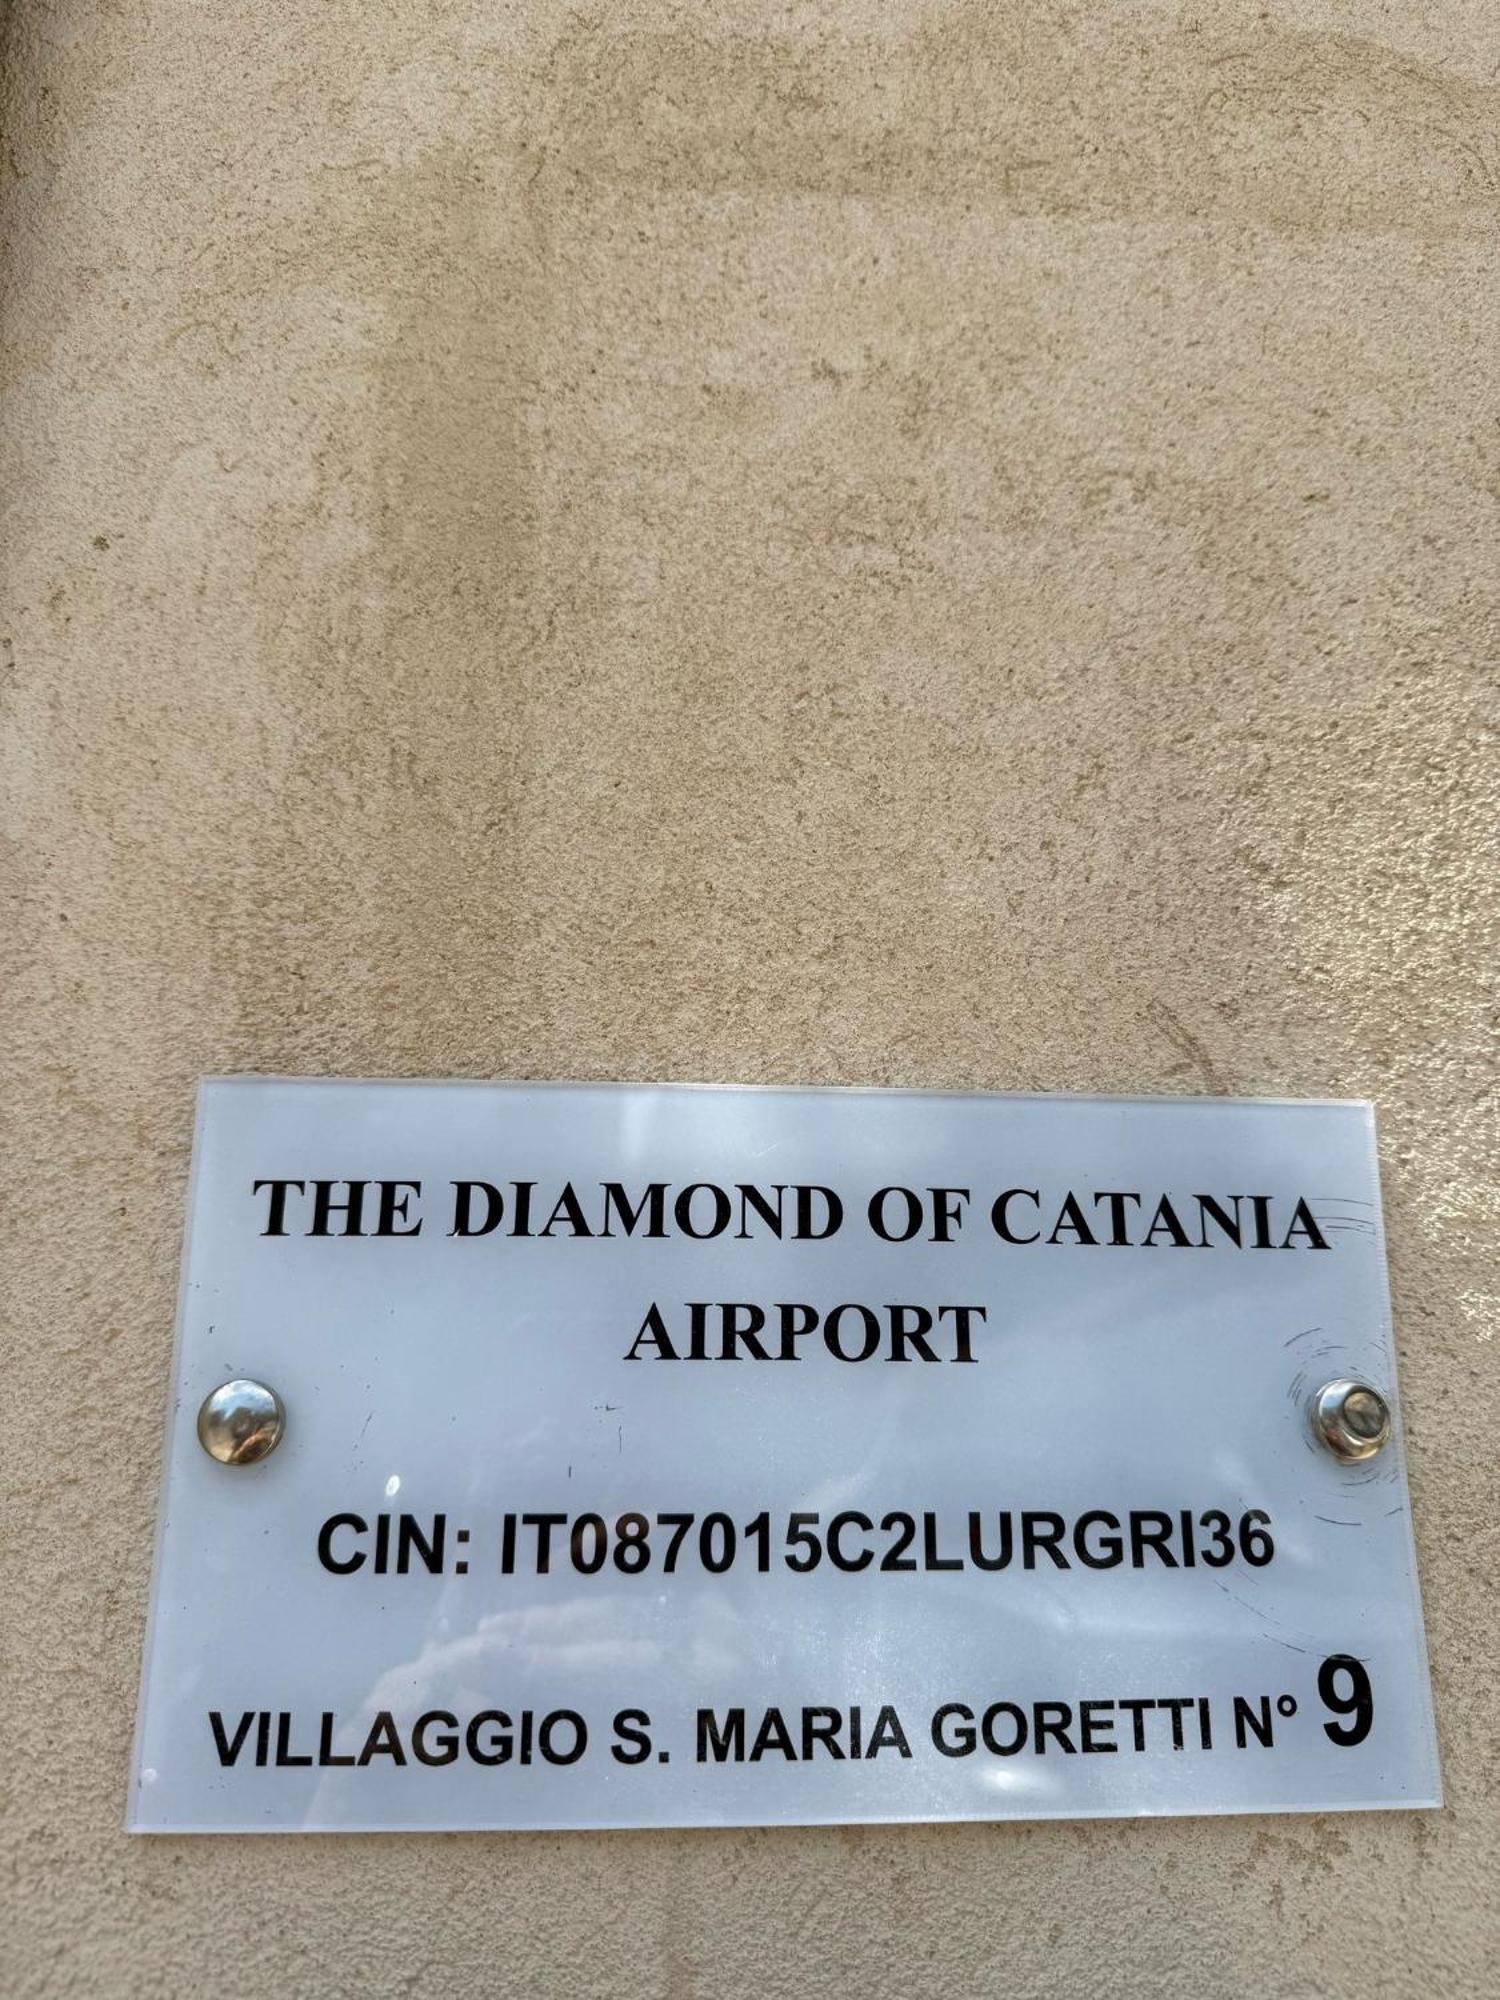 THE DIAMOND OF CATANIA
AIRPORT
CIN: IT087015C2LURGRI36
VILLAGGIO S. MARIA GORETTI N° 9